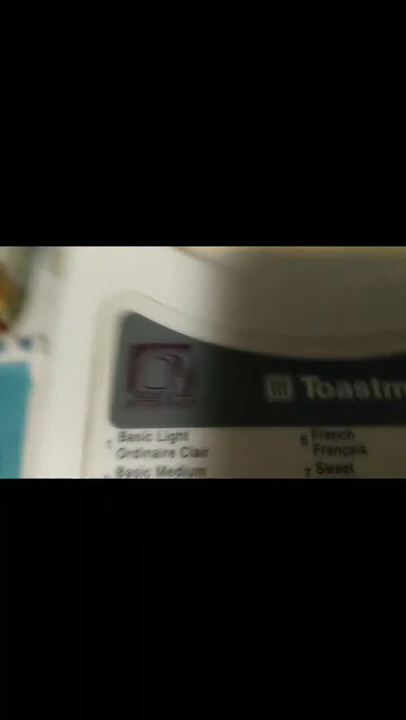 Toastm
1 Basic Light
Ordinaire Clair
Basic Medium
6 French
Français
7 Sweet